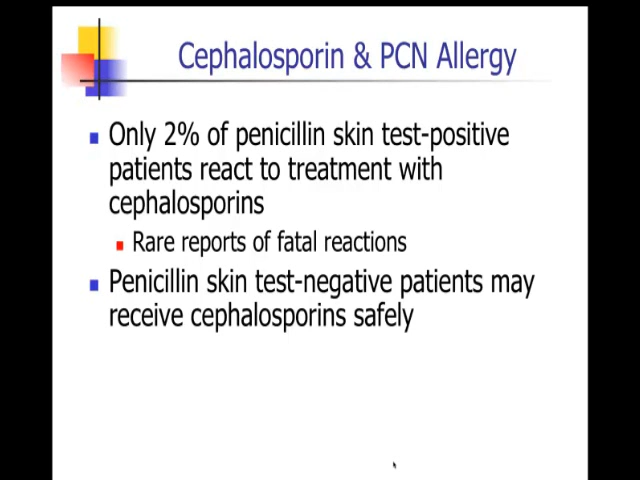 Cephalosporin & PCN Allergy
Only 2% of penicillin skin test-positive
patients react to treatment with
cephalosporins
Rare reports of fatal reactions
Penicillin skin test-negative patients may
receive cephalosporins safely